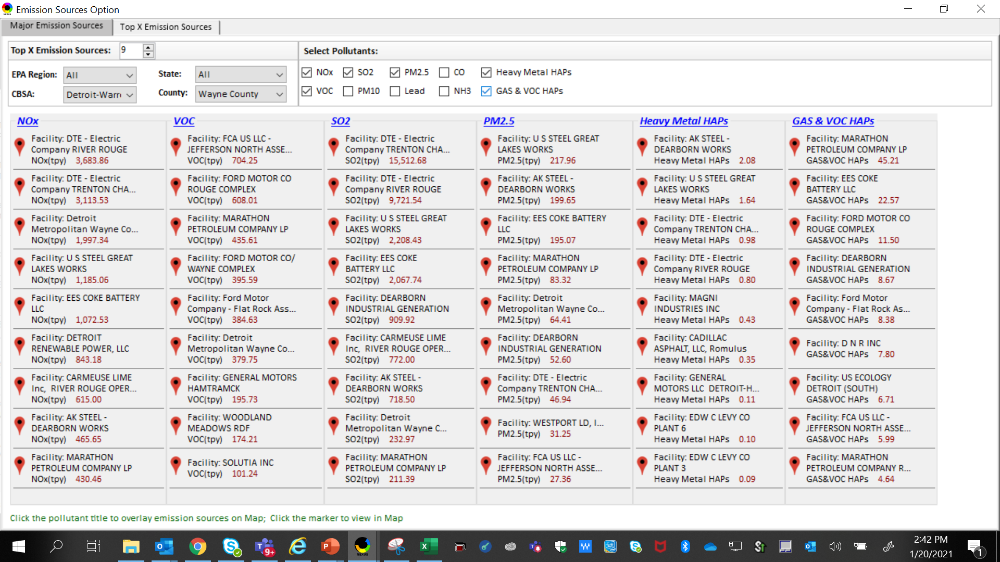 Emission Sources Option
Major Emission Sources
Top X Emission Sources
Top X Emission Sources: 9
Select Pollutants:
EPA Region: All
State: All
CBSA: Detroit-Warr
County: Wayne County
NOx SO2 PM2.5 CO Heavy Metal HAPs
VOC PM10 Lead NH3 GAS & VOC HAPs
NOx
Facility: DTE - Electric
Company RIVER ROUGE
NOx(tpy) 3,683.86
Facility: DTE - Electric
Company TRENTON CHA...
NOx(tpy) 3,113.53
Facility: Detroit
Metropolitan Wayne Co...
NOx(tpy) 1,997.34
Facility: U S STEEL GREAT
LAKES WORKS
NOx(tpy) 1,185.06
Facility: EES COKE BATTERY
LLC
NOx(tpy) 1,072.53
Facility: DETROIT
RENEWABLE POWER, LLC
NOx(tpy) 843.18
Facility: CARMEUSE LIME
Inc, RIVER ROUGE OPER...
NOx(tpy) 615.00
Facility: AK STEEL -
DEARBORN WORKS
NOx(tpy) 465.65
Facility: MARATHON
PETROLEUM COMPANY LP
NOx(tpy) 430.46
VOC
Facility: FCA US LLC -
JEFFERSON NORTH ASSE...
VOC(tpy) 704.25
Facility: FORD MOTOR CO
ROUGE COMPLEX
VOC(tpy) 608.01
Facility: MARATHON
PETROLEUM COMPANY LP
VOC(tpy) 435.61
Facility: FORD MOTOR CO/
WAYNE COMPLEX
VOC(tpy) 395.59
Facility: Ford Motor
Company - Flat Rock Ass...
VOC(tpy) 384.63
Facility: Detroit
Metropolitan Wayne Co...
VOC(tpy) 379.75
Facility: GENERAL MOTORS
HAMTRAMCK
VOC(tpy) 195.73
Facility: WOODLAND
MEADOWS RDF
VOC(tpy) 174.21
Facility: SOLUTIA INC
VOC(tpy) 101.24
SO2
Facility: DTE - Electric
Company TRENTON CHA...
SO2(tpy) 15,512.68
Facility: DTE - Electric
Company RIVER ROUGE
SO2(tpy) 9,721.54
Facility: U S STEEL GREAT
LAKES WORKS
SO2(tpy) 2,208.43
Facility: EES COKE
BATTERY LLC
SO2(tpy) 2,067.74
Facility: DEARBORN
INDUSTRIAL GENERATION
SO2(tpy) 909.92
Facility: CARMEUSE LIME
Inc, RIVER ROUGE OPER...
SO2(tpy) 772.00
Facility: AK STEEL -
DEARBORN WORKS
SO2(tpy) 718.50
Facility: Detroit
Metropolitan Wayne C...
SO2(tpy) 232.97
Facility: MARATHON
PETROLEUM COMPANY LP
SO2(tpy) 211.39
PM2.5
Facility: U S STEEL GREAT
LAKES WORKS
PM2.5(tpy) 217.96
Facility: AK STEEL -
DEARBORN WORKS
PM2.5(tpy) 199.65
Facility: EES COKE BATTERY
LLC
PM2.5(tpy) 195.07
Facility: MARATHON
PETROLEUM COMPANY LP
PM2.5(tpy) 83.32
Facility: Detroit
Metropolitan Wayne Co...
PM2.5(tpy) 64.41
Facility: DEARBORN
INDUSTRIAL GENERATION
PM2.5(tpy) 52.60
Facility: DTE - Electric
Company TRENTON CHA...
PM2.5(tpy) 46.94
Facility: WESTPORT LD, I...
PM2.5(tpy) 31.25
Facility: FCA US LLC -
JEFFERSON NORTH ASSE...
PM2.5(tpy) 27.36
Heavy Metal HAPs
Facility: AK STEEL -
DEARBORN WORKS
Heavy Metal HAPs 2.08
Facility: U S STEEL GREAT
LAKES WORKS
Heavy Metal HAPs 1.64
Facility: DTE - Electric
Company TRENTON CHA...
Heavy Metal HAPs 0.98
Facility: DTE - Electric
Company RIVER ROUGE
Heavy Metal HAPs 0.80
Facility: MAGNI
INDUSTRIES INC
Heavy Metal HAPs 0.43
Facility: CADILLAC
ASPHALT, LLC, Romulus
Heavy Metal HAPs 0.35
Facility: GENERAL
MOTORS LLC DETROIT-H...
Heavy Metal HAPs 0.11
Facility: EDW C LEVY CO
PLANT 6
Heavy Metal HAPs 0.10
Facility: EDW C LEVY CO
PLANT 3
Heavy Metal HAPs 0.09
GAS & VOC HAPs
Facility: MARATHON
PETROLEUM COMPANY LP
GAS&VOC HAPs 45.21
Facility: EES COKE
BATTERY LLC
GAS&VOC HAPs 22.57
Facility: FORD MOTOR CO
ROUGE COMPLEX
GAS&VOC HAPs 11.50
Facility: DEARBORN
INDUSTRIAL GENERATION
GAS&VOC HAPs 8.67
Facility: Ford Motor
Company - Flat Rock As...
GAS&VOC HAPs 8.38
Facility: D N R INC
GAS&VOC HAPs 7.80
Facility: US ECOLOGY
DETROIT (SOUTH)
GAS&VOC HAPs 6.71
Facility: FCA US LLC -
JEFFERSON NORTH ASSE...
GAS&VOC HAPs 5.99
Facility: MARATHON
PETROLEUM COMPANY R...
GAS&VOC HAPs 4.64
Click the pollutant title to overlay emission sources on Map; Click the marker to view in Map
9+
NEXUS
2:42 PM
1/20/2021
1